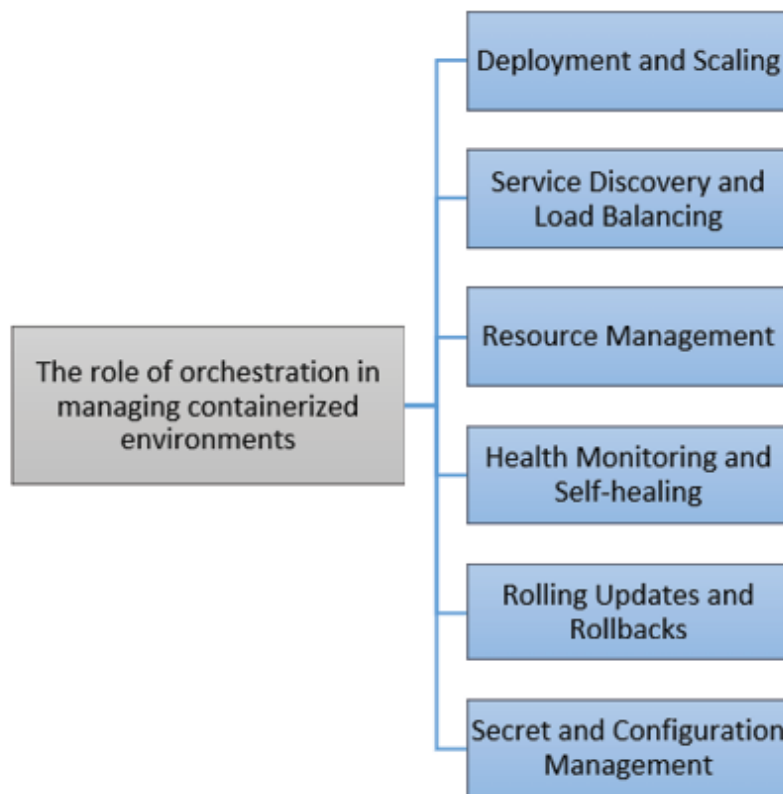 Deployment and Scaling
Service Discovery and
Load Balancing
Resource Management
The role of orchestration in
managing containerized
environments
Health Monitoring and
Self-healing
Rolling Updates and
Rollbacks
Secret and Configuration
Management